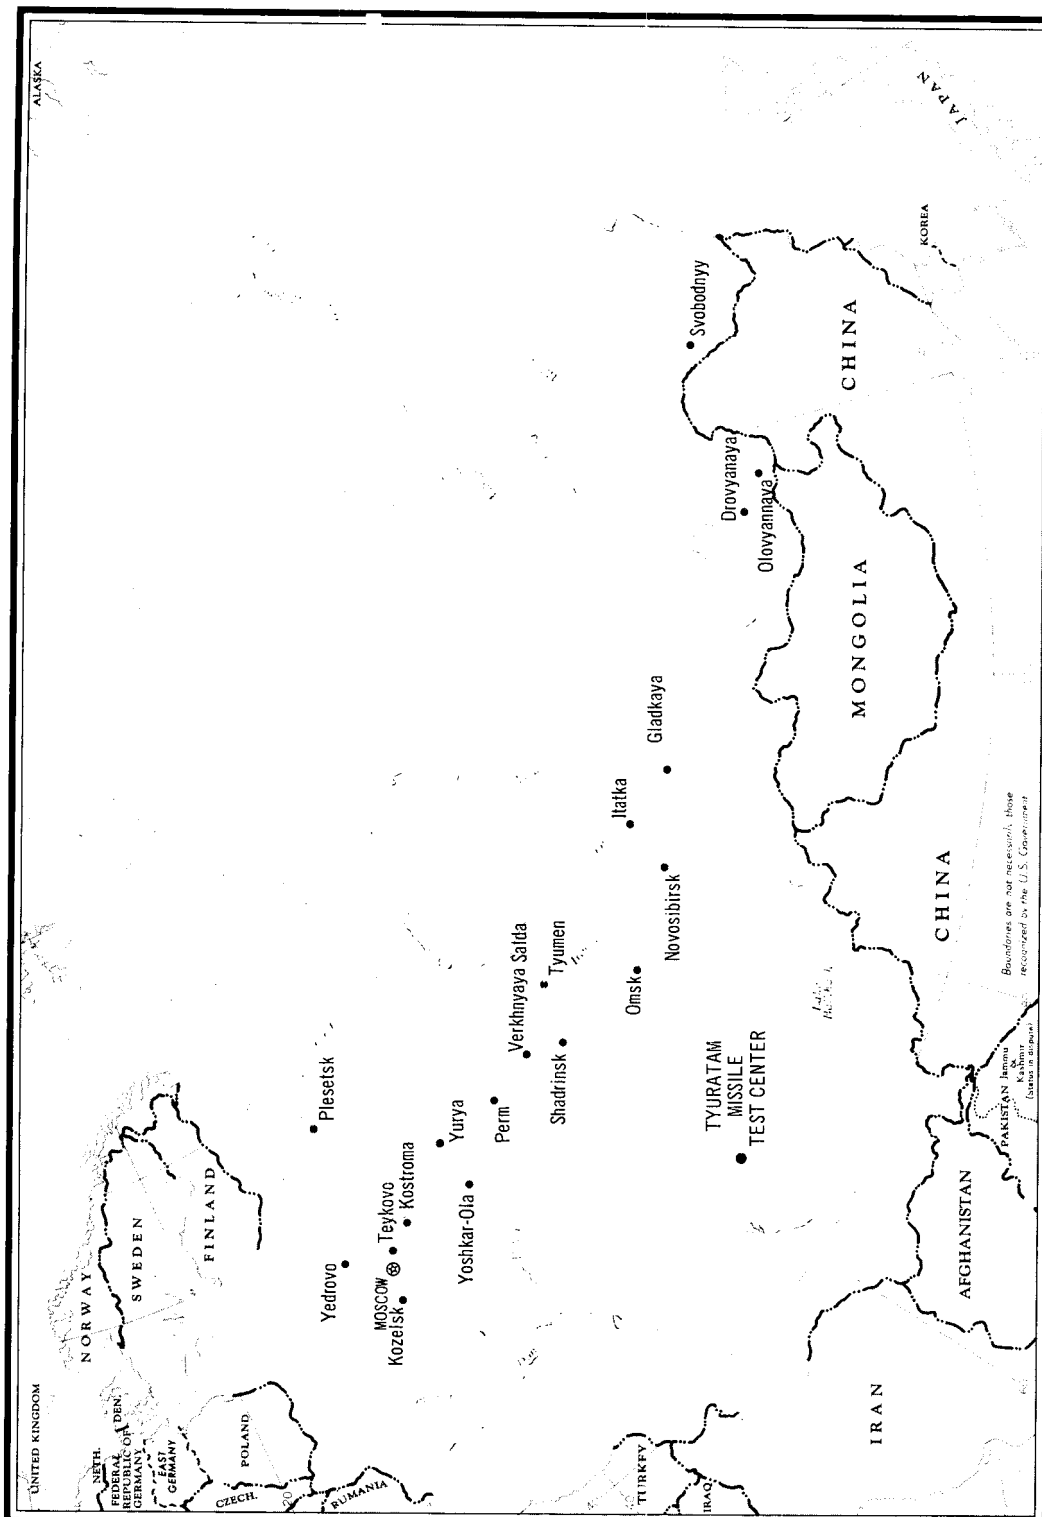 ALASKA
JAPAN
KOREA
Svobodnyy
CHINA
Drovyanaya
Olovyannaya
MONGOLIA
Gladkaya
Itatka
Novosibirsk
Omsk
Tyumen
Verkhnyaya Salda
Shadrinsk
Perm
Yurya
Yoshkar-Ola
Plesetsk
Kostroma
Teykovo
MOSCOW
Kozelsk
Yedrovo
TYURATAM
MISSILE
TEST CENTER
NORWAY
SWEDEN
FINLAND
UNITED KINGDOM
DEN.
NETH.
FEDERAL
REPUBLIC OF
GERMANY
EAST
GERMANY
POLAND
CZECH.
20
RUMANIA
TURKEY
IRAQ
IRAN
AFGHANISTAN
PAKISTAN
Jammu
&
Kashmir
(Status in dispute)
CHINA
Boundaries are not necessarily those
recognized by the U.S. Government